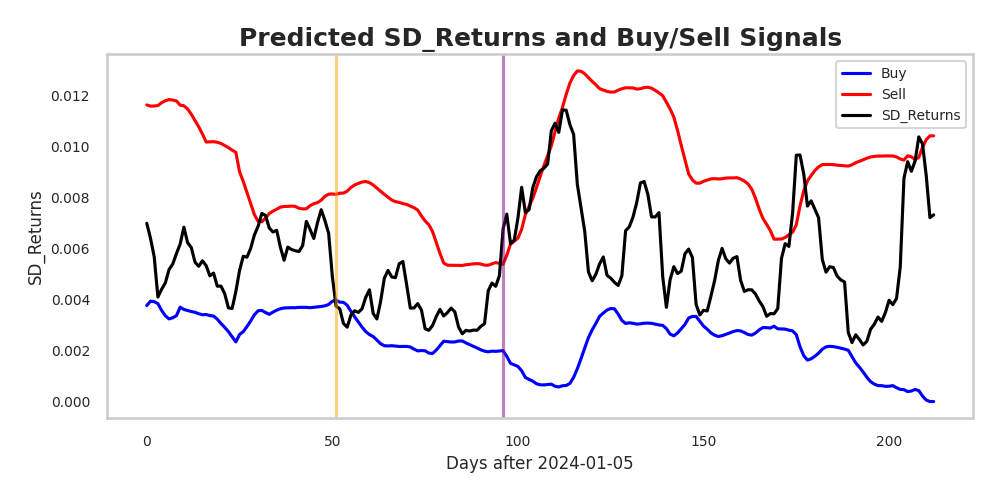 Predicted SD_Returns and Buy/Sell Signals
Buy
Sell
SD_Returns
0.012
0.010
0.008
0.006
0.004
0.002
0.000
SD_Returns
0
50
100
150
200
Days after 2024-01-05